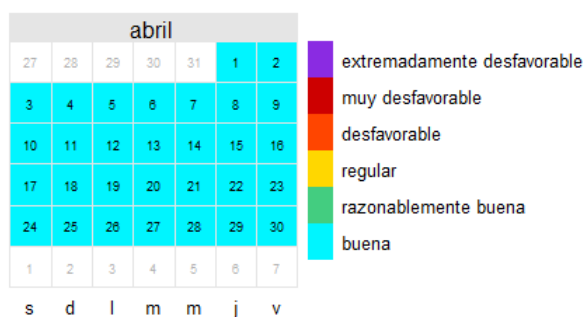 abril
27 28 29 30 31 1 2
3 4 5 6 7 8 9
10 11 12 13 14 15 16
17 18 19 20 21 22 23
24 25 26 27 28 29 30
1 2 3 4 5 6 7
s d l m m j v
extremadamente desfavorable
muy desfavorable
desfavorable
regular
razonablemente buena
buena